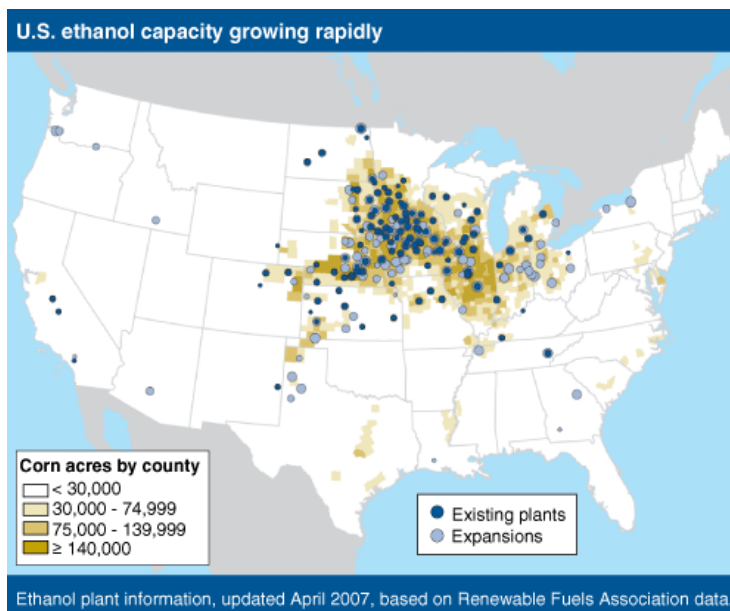 U.S. ethanol capacity growing rapidly
Corn acres by county
< 30,000
30,000 - 74,999
75,000 - 139,999
≥ 140,000
Existing plants
Expansions
Ethanol plant information, updated April 2007, based on Renewable Fuels Association data